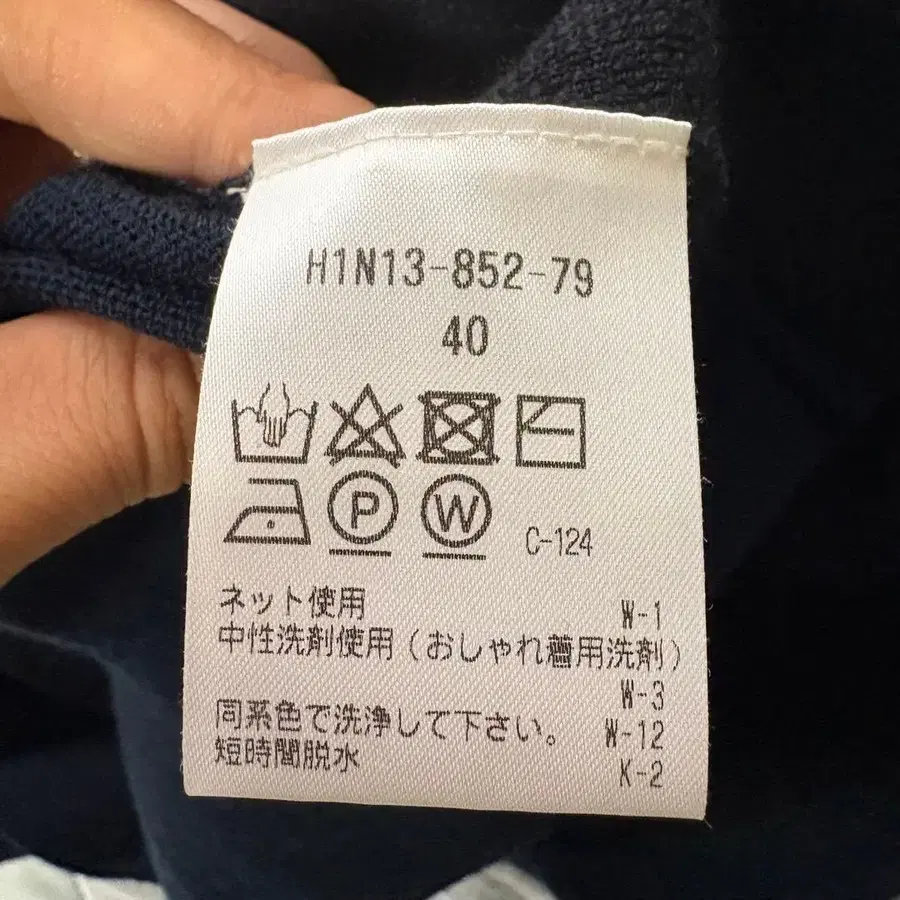 H1N13-852-79
40
P W C-124
ネット使用 W-1
中性洗剤使用(おしゃれ着用洗剤)
W-3
同系色で洗浄して下さい。 W-12
短時間脱水 K-2